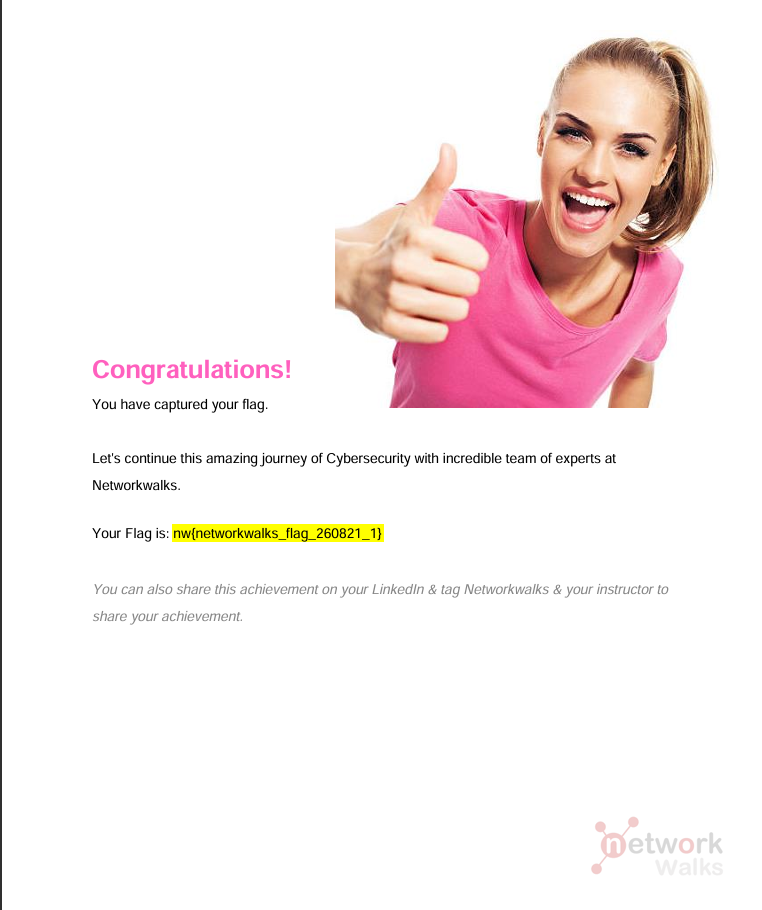 Congratulations!
You have captured your flag.
Let's continue this amazing journey of Cybersecurity with incredible team of experts at
Networkwalks.
Your Flag is: nw{networkwalks_flag_260821_1}
You can also share this achievement on your LinkedIn & tag Networkwalks & your instructor to
share your achievement.
network
Walks